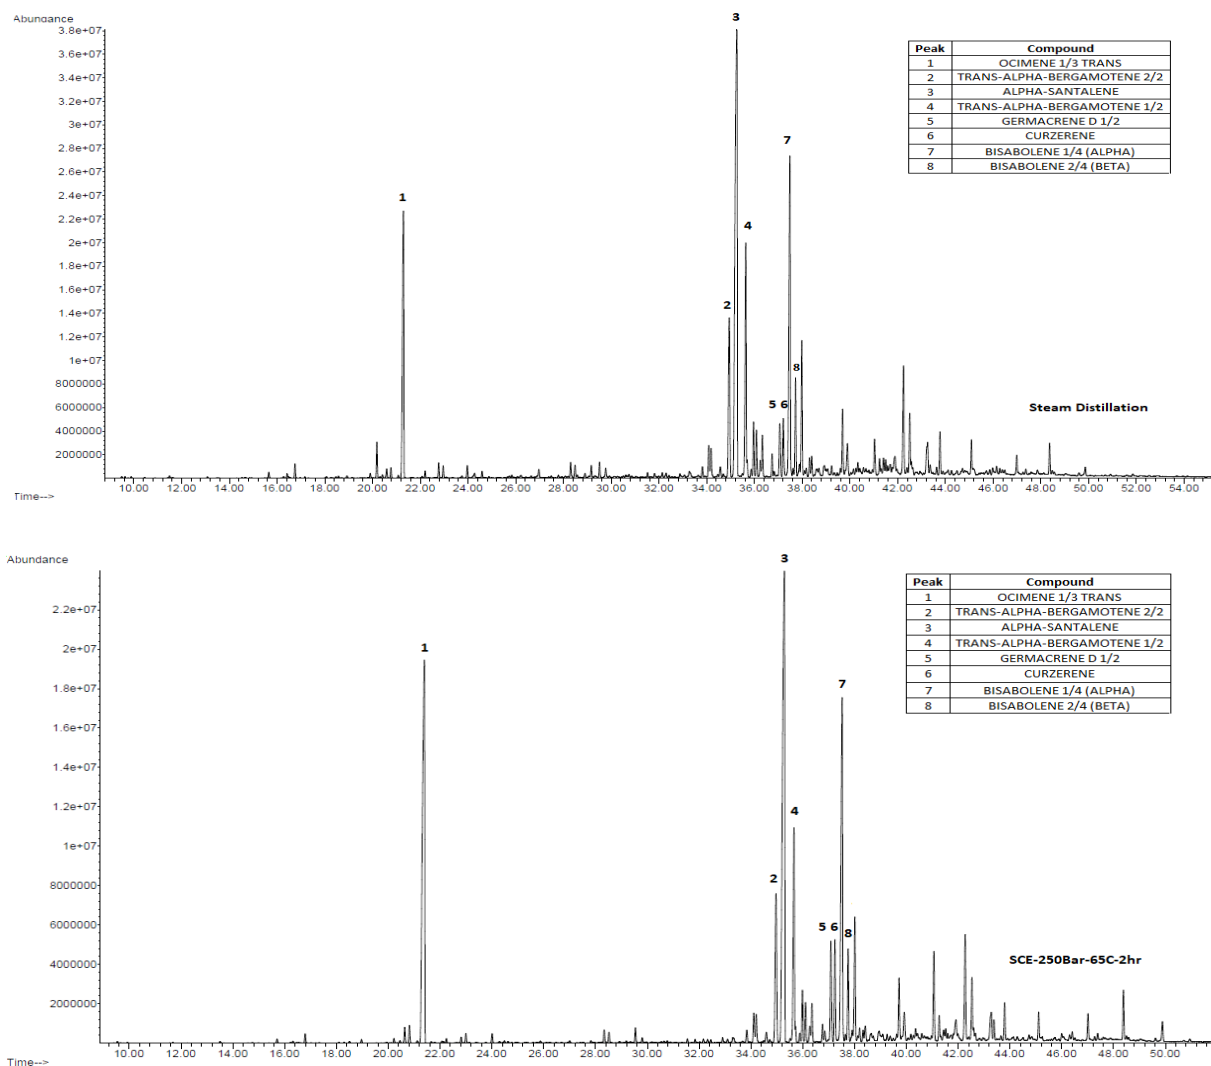 Abundance
3
3.8e+07
3.6e+07
3.4e+07
3.2e+07
3e+07
2.8e+07
2.6e+07
2.4e+07
2.2e+07
2e+07
1.8e+07
1.6e+07
1.4e+07
1.2e+07
1e+07
8000000
6000000
4000000
2000000
1
2
4
5
6
7
8
Peak Compound
1 OCIMENE 1/3 TRANS
2 TRANS-ALPHA-BERGAMOTENE 2/2
3 ALPHA-SANTALENE
4 TRANS-ALPHA-BERGAMOTENE 1/2
5 GERMACRENE D 1/2
6 CURZERENE
7 BISABOLENE 1/4 (ALPHA)
8 BISABOLENE 2/4 (BETA)
Steam Distillation
10.00 12.00 14.00 16.00 18.00 20.00 22.00 24.00 26.00 28.00 30.00 32.00 34.00 36.00 38.00 40.00 42.00 44.00 46.00 48.00 50.00 52.00 54.00
Time-->
Abundance
3
2.2e+07
2e+07
1.8e+07
1.6e+07
1.4e+07
1.2e+07
1e+07
8000000
6000000
4000000
2000000
1
2
4
5
6
7
8
Peak Compound
1 OCIMENE 1/3 TRANS
2 TRANS-ALPHA-BERGAMOTENE 2/2
3 ALPHA-SANTALENE
4 TRANS-ALPHA-BERGAMOTENE 1/2
5 GERMACRENE D 1/2
6 CURZERENE
7 BISABOLENE 1/4 (ALPHA)
8 BISABOLENE 2/4 (BETA)
SCE-250Bar-65C-2hr
10.00 12.00 14.00 16.00 18.00 20.00 22.00 24.00 26.00 28.00 30.00 32.00 34.00 36.00 38.00 40.00 42.00 44.00 46.00 48.00 50.00
Time-->